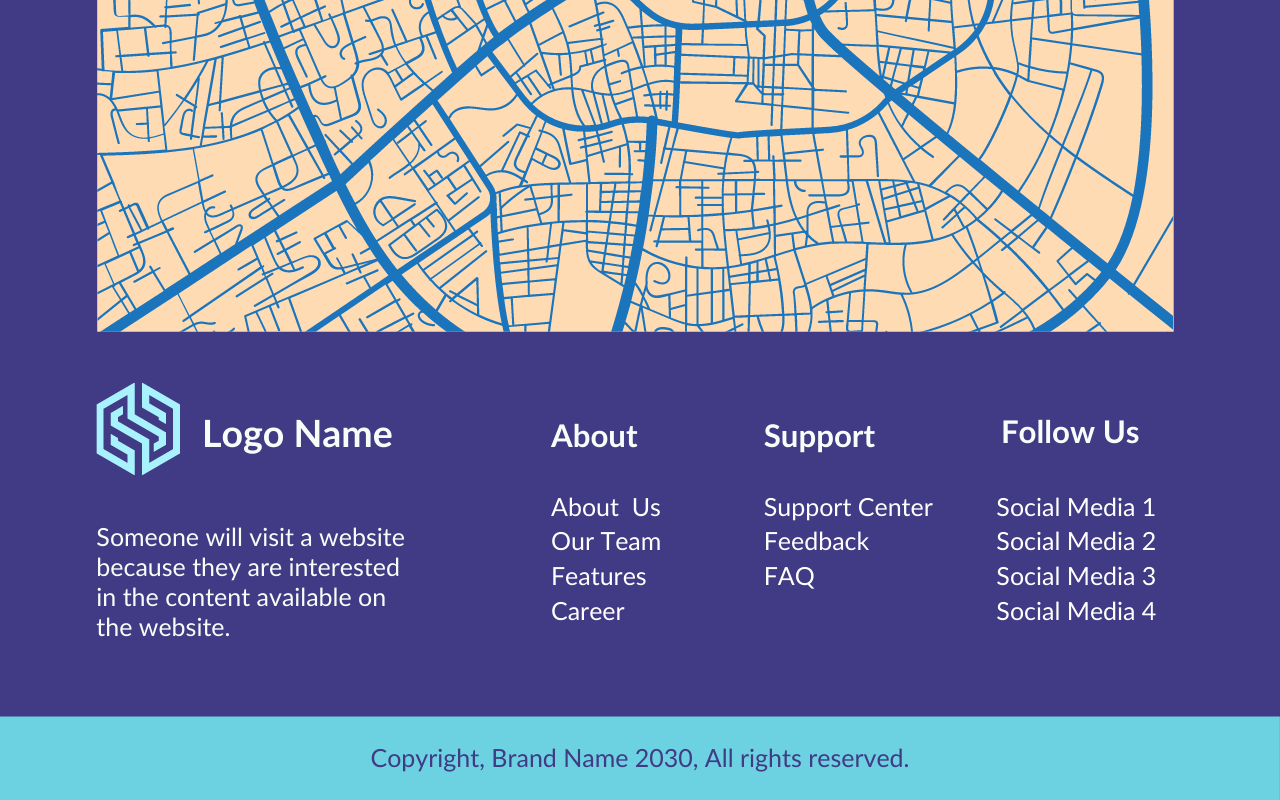 Logo Name
Someone will visit a website
because they are interested
in the content available on
the website.
About
About  Us
Our Team
Features
Career
Support
Support Center
Feedback
FAQ
Follow Us
Social Media 1
Social Media 2
Social Media 3
Social Media 4
Copyright, Brand Name 2030, All rights reserved.